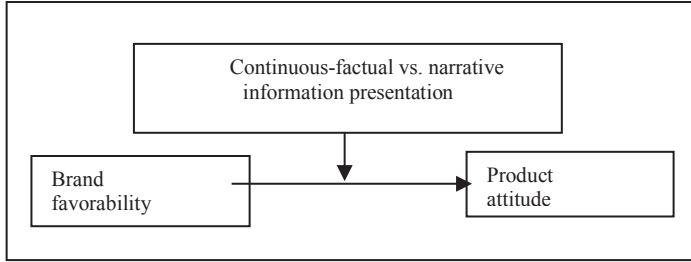 Continuous-factual vs. narrative
information presentation
Brand
favorability
Product
attitude